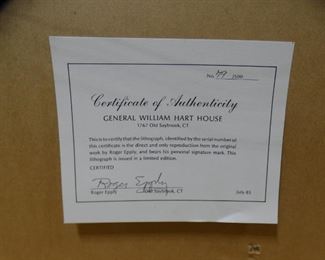 No. 79 /500
Certificate of Authenticity
GENERAL WILLIAM HART HOUSE
1767 Old Saybrook, CT
This is to certify that the lithograph, identified by the serial number of
this certificate is the direct and only reproduction from the original
work by Roger Epply, and bears his personal signature mark. This
lithograph is issued in a limited edition.
CERTIFIED
Roger Epply
Roger Epply Old Saybrook, CT July 85